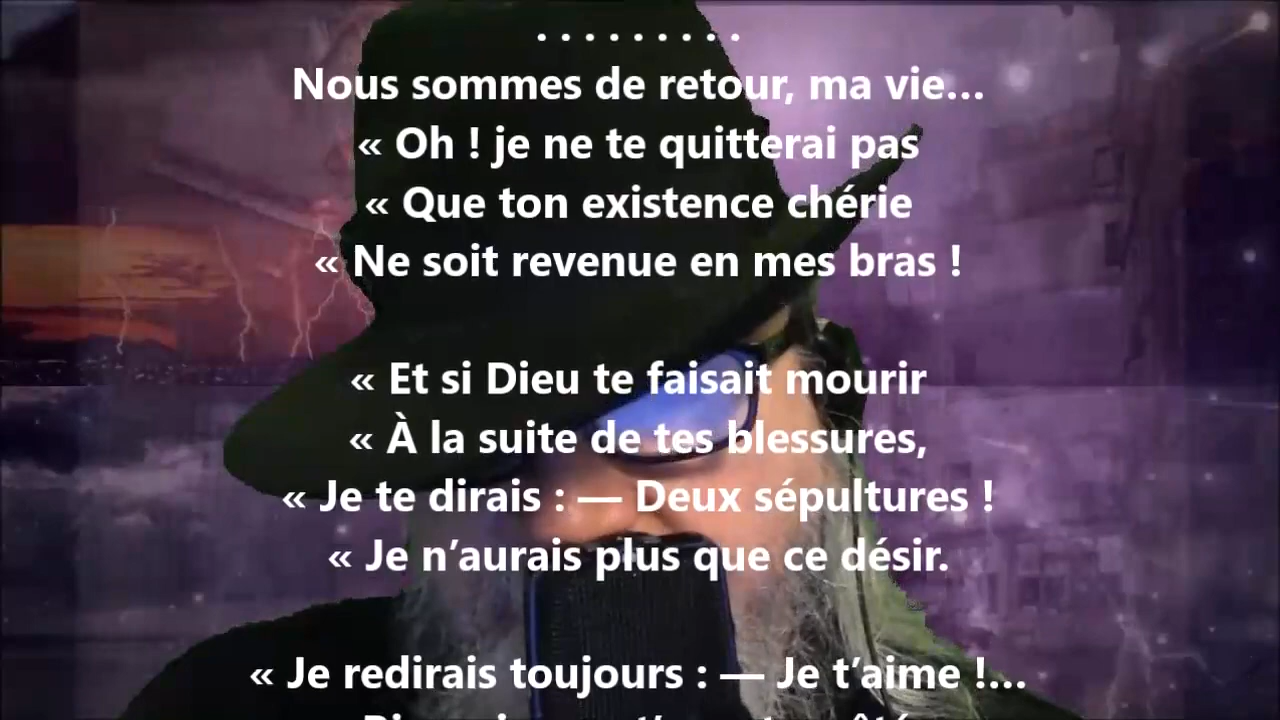 . . . . . . . . .
Nous sommes de retour, ma vie...
« Oh ! je ne te quitterai pas
« Que ton existence chérie
« Ne soit revenue en mes bras !
« Et si Dieu te faisait mourir
« À la suite de tes blessures,
« Je te dirais : — Deux sépultures !
« Je n’aurais plus que ce désir.
« Je redirais toujours : — Je t’aime !...